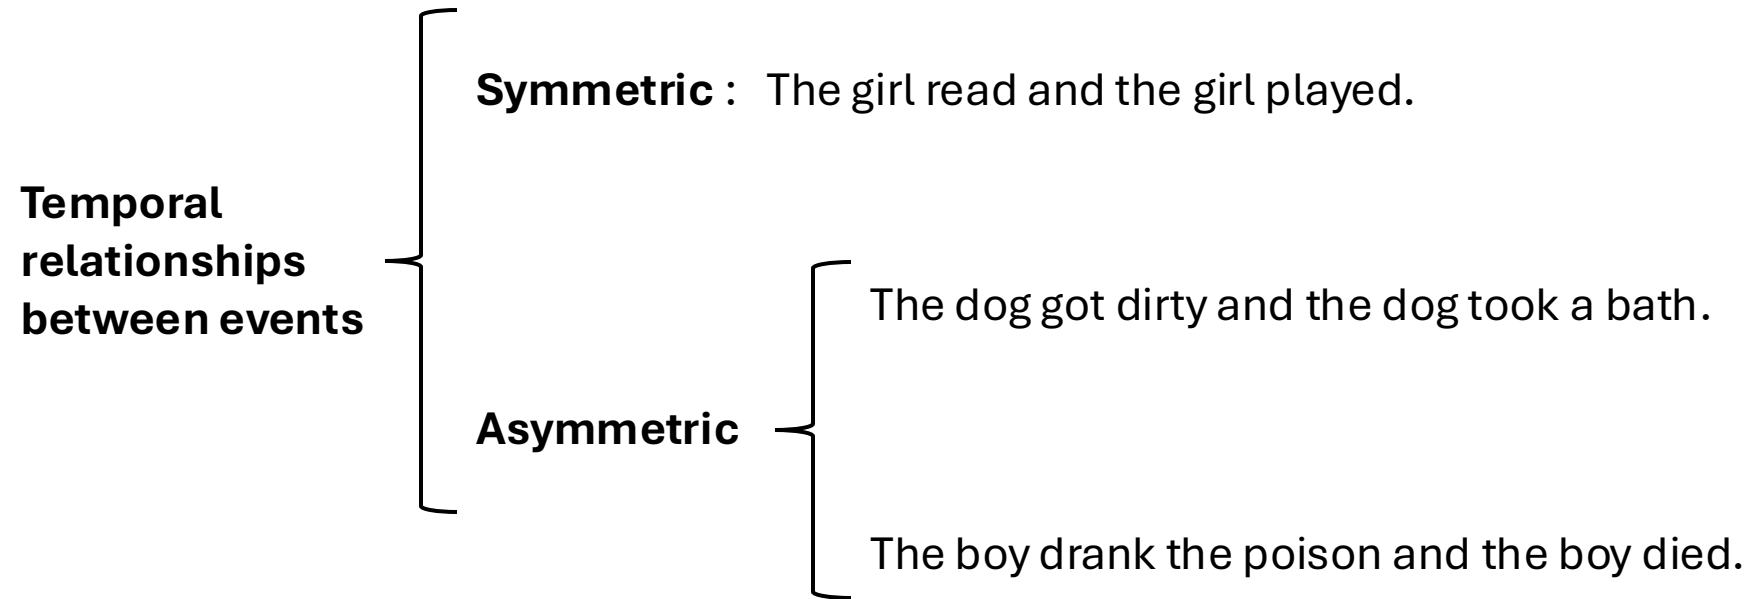 Symmetric : The girl read and the girl played.
Temporal
relationships
between events
The dog got dirty and the dog took a bath.
Asymmetric
The boy drank the poison and the boy died.